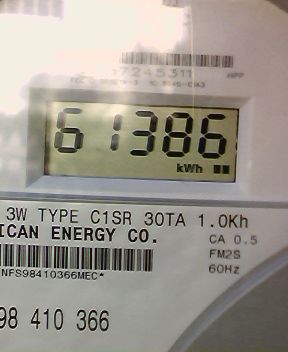 7245311
61386
kWh
3W TYPE C1SR 30TA 1.0Kh
ICAN ENERGY CO.
CA 0.5
FM2S
60Hz
NFS98410366MEC*
98 410 366